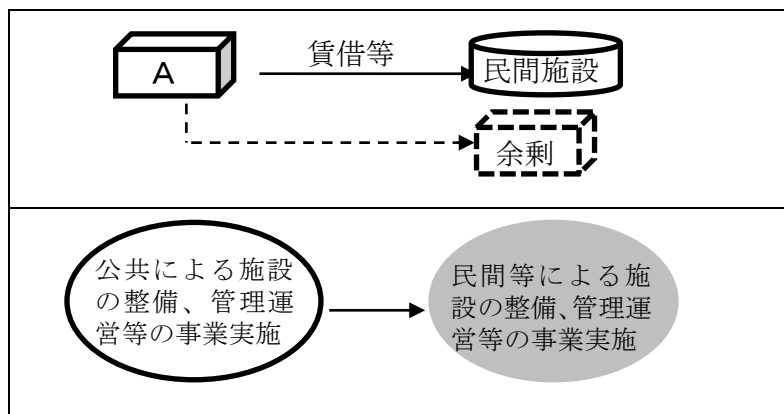 賃借等
A
民間施設
余剰
公共による施設
の整備、管理運
営等の事業実施
民間等による施
設の整備、管理運
営等の事業実施